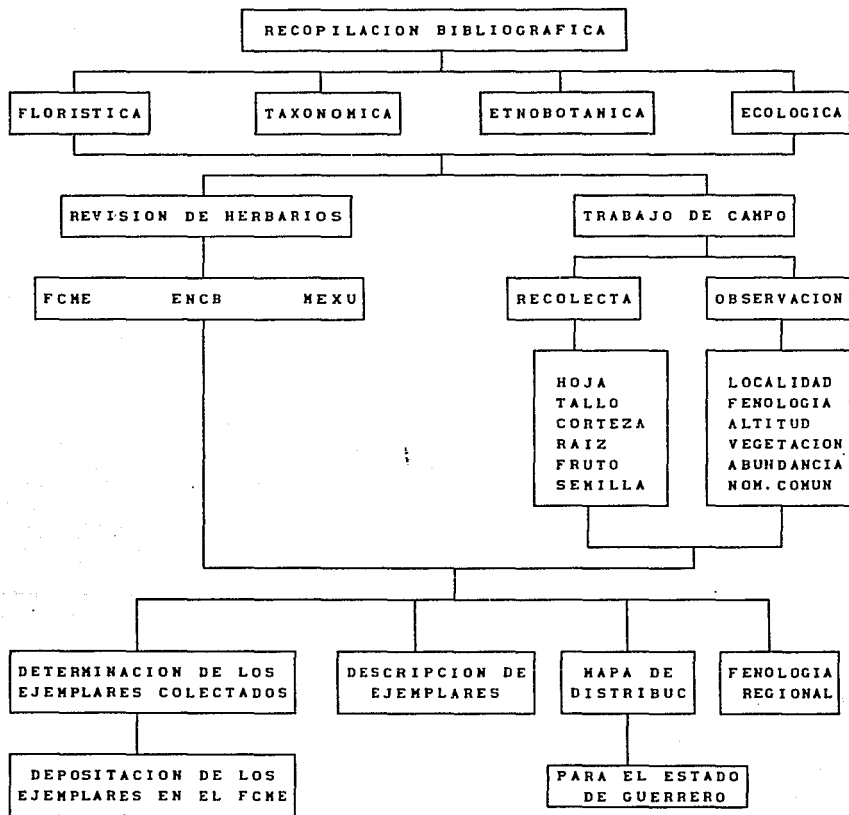 RECOPILACION BIBLIOGRAFICA
FLORISTICA
TAXONOMICA
ETNOBOTANICA
ECOLOGICA
REVISION DE HERBARIOS
TRABAJO DE CAMPO
FCME ENCB MEXU
RECOLECTA
OBSERVACION
HOJA
TALLO
CORTEZA
RAIZ
FRUTO
SEMILLA
LOCALIDAD
FENOLOGIA
ALTITUD
VEGETACION
ABUNDANCIA
NOM.COMUN
DETERMINACION DE LOS
EJEMPLARES COLECTADOS
DESCRIPCION DE
EJEMPLARES
MAPA DE
DISTRIBUC
FENOLOGIA
REGIONAL
DEPOSITACION DE LOS
EJEMPLARES EN EL FCME
PARA EL ESTADO
DE GUERRERO